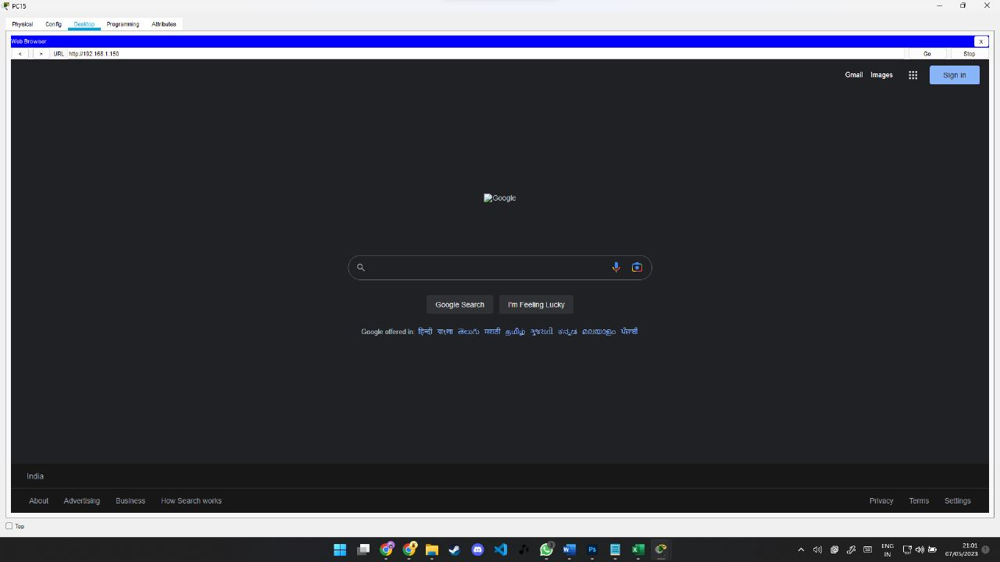 PC15
Physical Config Desktop Programming Attributes
Web Browser X
< > URL http://192.168.1.150 Go Stop
Gmail Images Sign in
Google
Google Search I'm Feeling Lucky
Google offered in: हिन्दी বাংলা తెలుగు मराठी தமிழ் ગુજરાતી ಕನ್ನಡ മലയാളം ਪੰਜਾਬੀ
India
About Advertising Business How Search works Privacy Terms Settings
Top
ENG 21:01
IN 07/05/2023